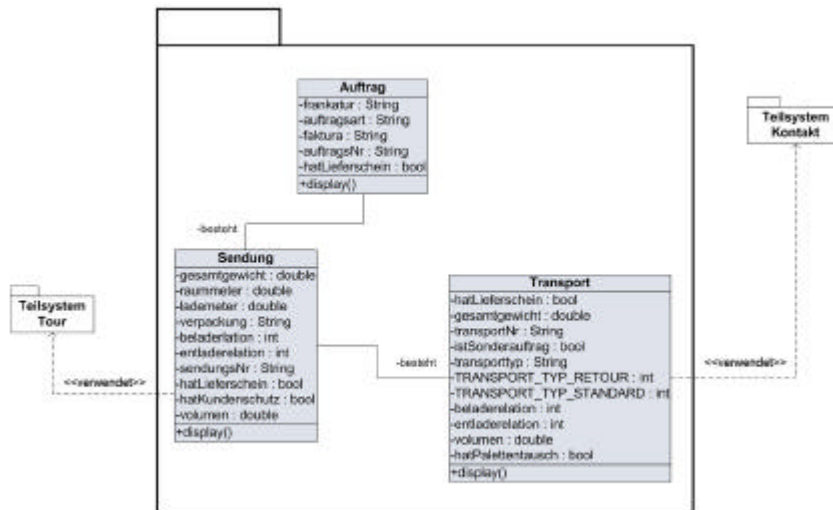 Auftrag
-frankatur : String
-auftragsart : String
-faktura : String
-auftragsNr : String
-hatLieferschein : bool
+display()
Teilsystem
Kontakt
-besteht
Sendung
-gesamtgewicht : double
-raummeter : double
-lademeter : double
-verpackung : String
-beladerlation : int
-entladerelation : int
-sendungsNr : String
-hatLieferschein : bool
-hatKundenschutz : bool
-volumen : double
+display()
Teilsystem
Tour
<<verwendet>>
-besteht
Transport
-hatLieferschein : bool
-gesamtgewicht : double
-transportNr : String
-istSonderauftrag : bool
-transporttyp : String
-TRANSPORT_TYP_RETOUR : int
-TRANSPORT_TYP_STANDARD : int
-beladerelation : int
-entladerelation : int
-volumen : double
-hatPalettentausch : bool
+display()
<<verwendet>>